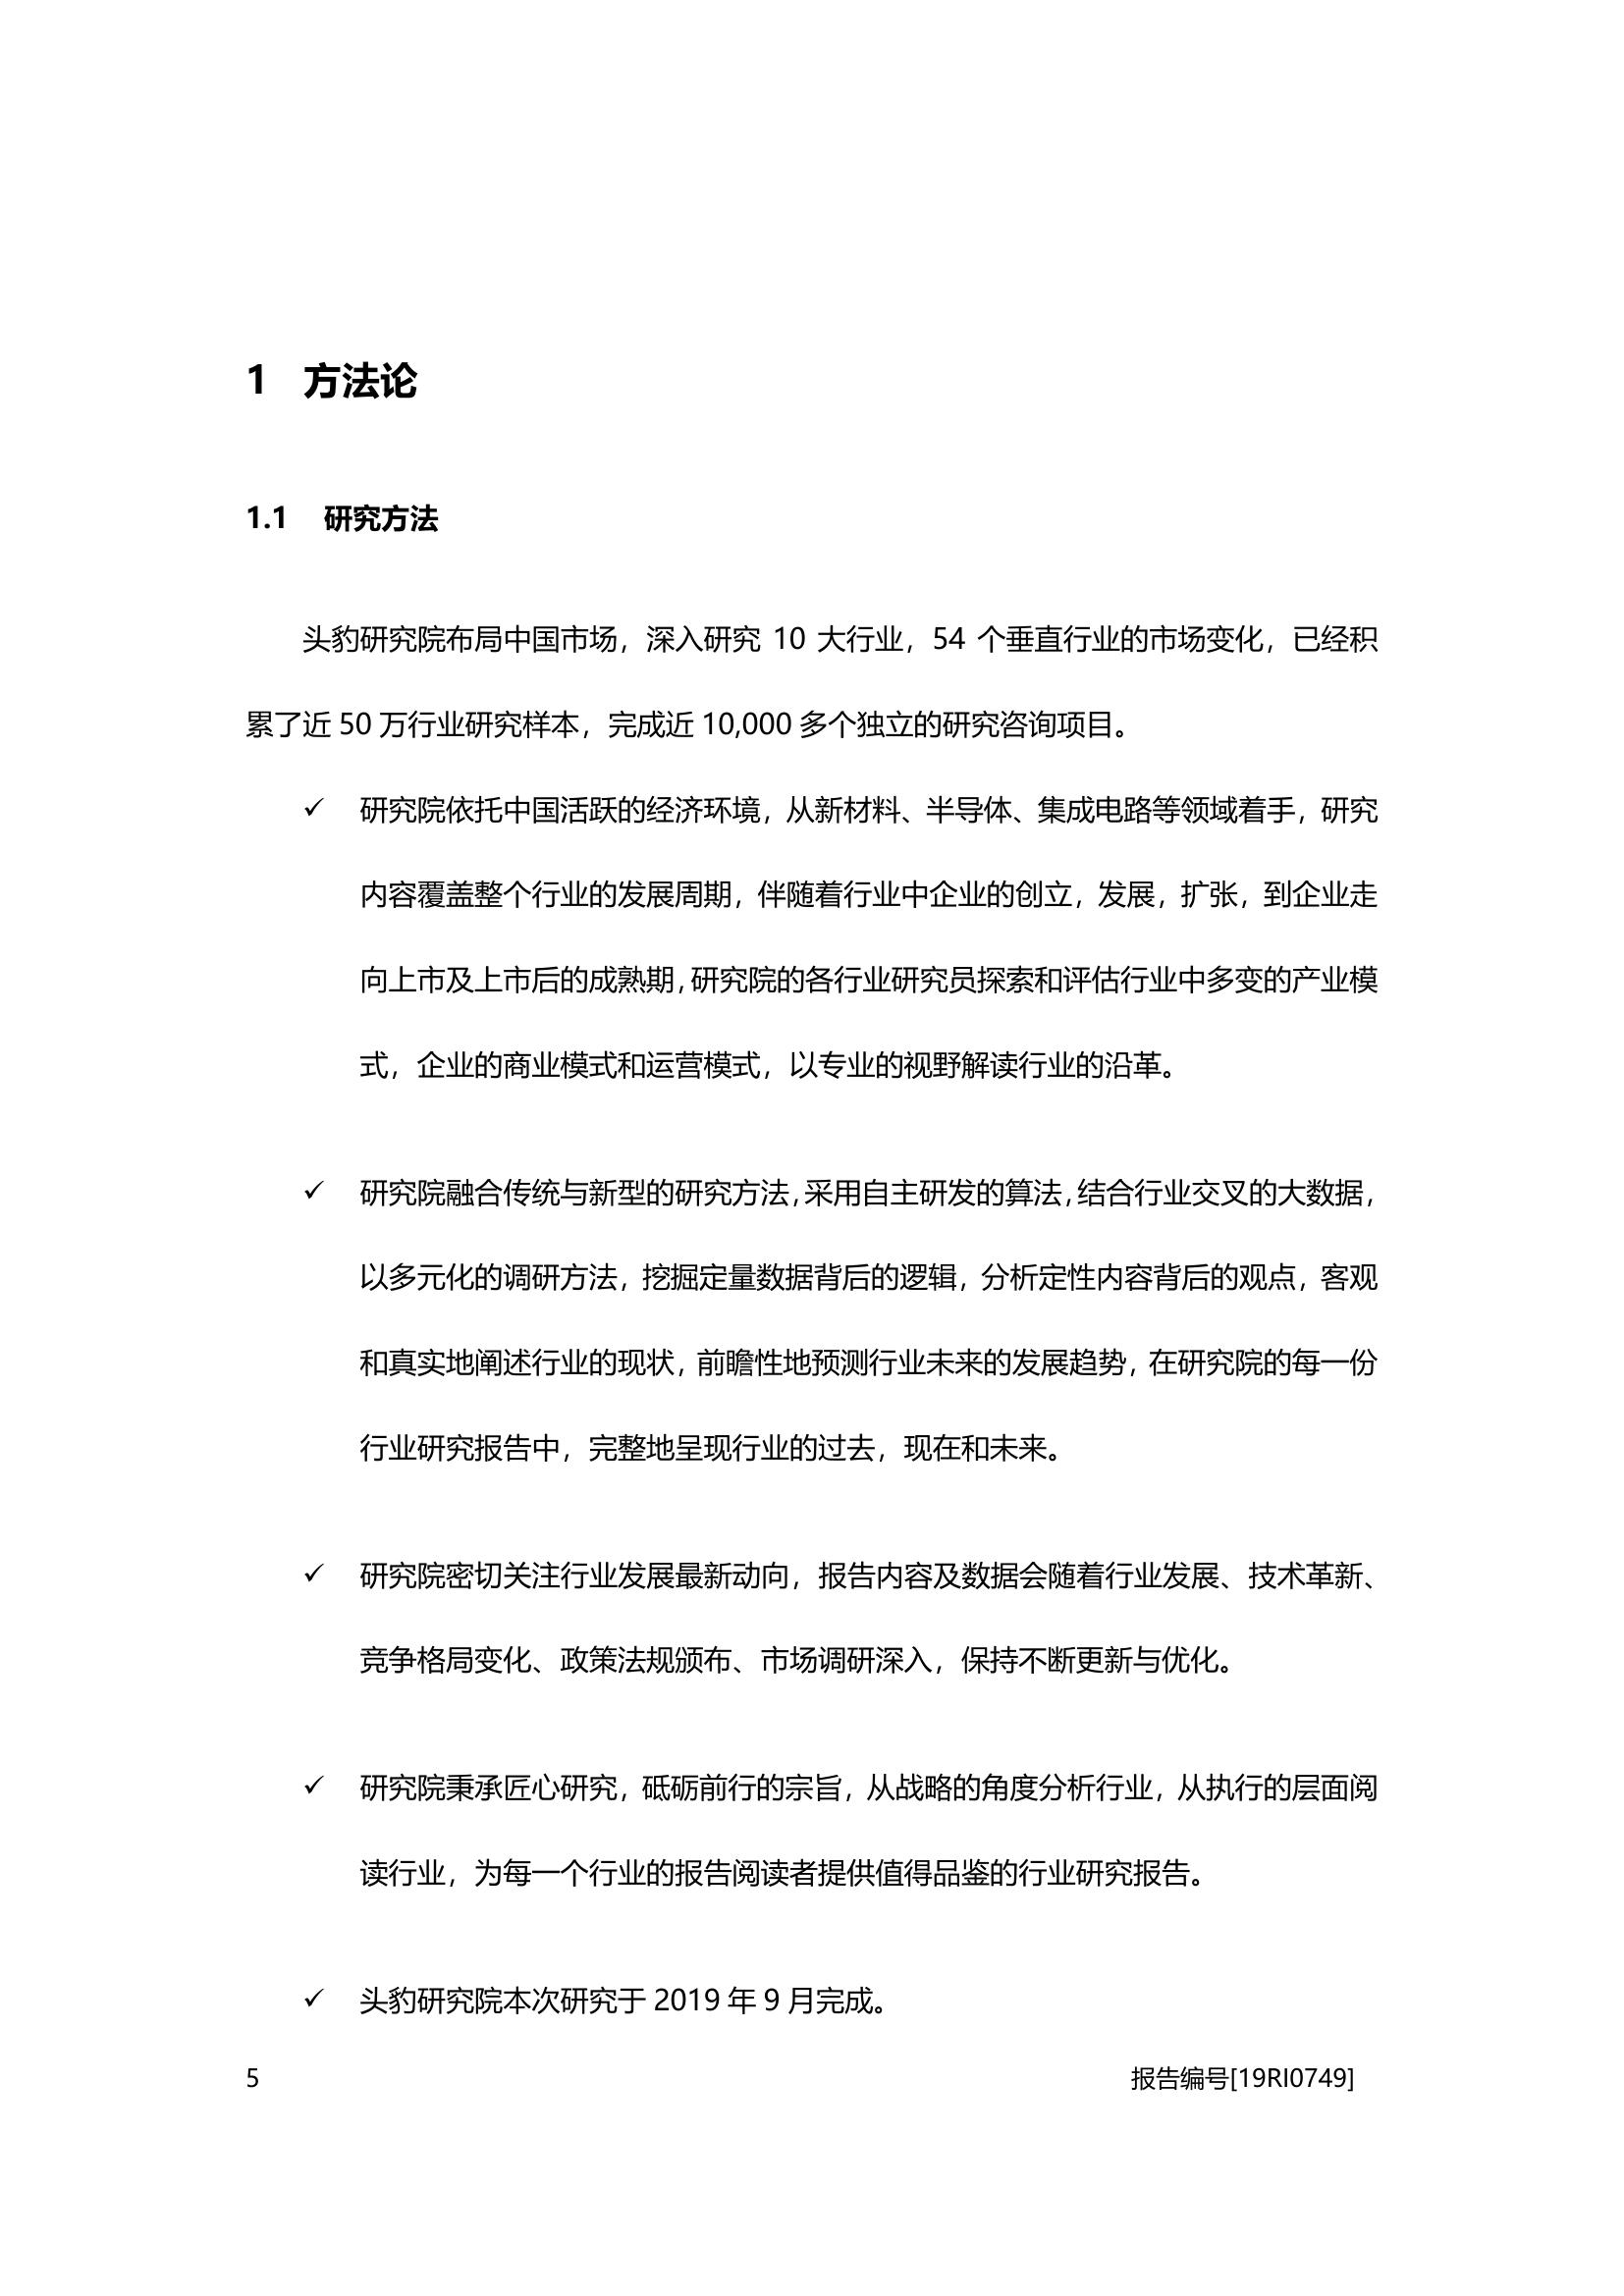 1 方法论
1.1 研究方法
头豹研究院布局中国市场，深入研究 10 大行业，54 个垂直行业的市场变化，已经积
累了近 50 万行业研究样本，完成近 10,000 多个独立的研究咨询项目。
✓ 研究院依托中国活跃的经济环境，从新材料、半导体、集成电路等领域着手，研究
内容覆盖整个行业的发展周期，伴随着行业中企业的创立，发展，扩张，到企业走
向上市及上市后的成熟期，研究院的各行业研究员探索和评估行业中多变的产业模
式，企业的商业模式和运营模式，以专业的视野解读行业的沿革。
✓ 研究院融合传统与新型的研究方法，采用自主研发的算法，结合行业交叉的大数据，
以多元化的调研方法，挖掘定量数据背后的逻辑，分析定性内容背后的观点，客观
和真实地阐述行业的现状，前瞻性地预测行业未来的发展趋势，在研究院的每一份
行业研究报告中，完整地呈现行业的过去，现在和未来。
✓ 研究院密切关注行业发展最新动向，报告内容及数据会随着行业发展、技术革新、
竞争格局变化、政策法规颁布、市场调研深入，保持不断更新与优化。
✓ 研究院秉承匠心研究，砥砺前行的宗旨，从战略的角度分析行业，从执行的层面阅
读行业，为每一个行业的报告阅读者提供值得品鉴的行业研究报告。
✓ 头豹研究院本次研究于 2019 年 9 月完成。
5 报告编号[19RI0749]